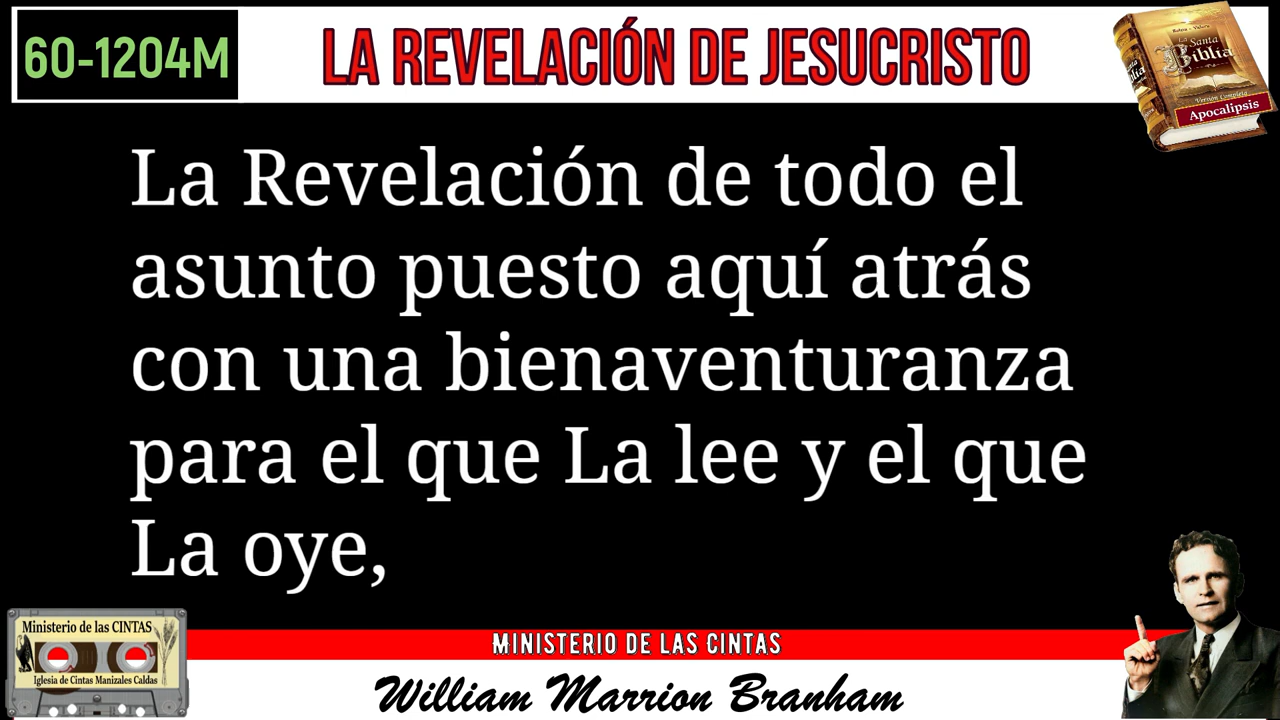 60-1204M
LA REVELACIÓN DE JESUCRISTO
La Santa
Biblia
Apocalipsis
La Revelación de todo el
asunto puesto aquí atrás
con una bienaventuranza
para el que La lee y el que
La oye,
Ministerio de las CINTAS
Iglesia de Cintas Manizales Caldas
MINISTERIO DE LAS CINTAS
William Marrion Branham